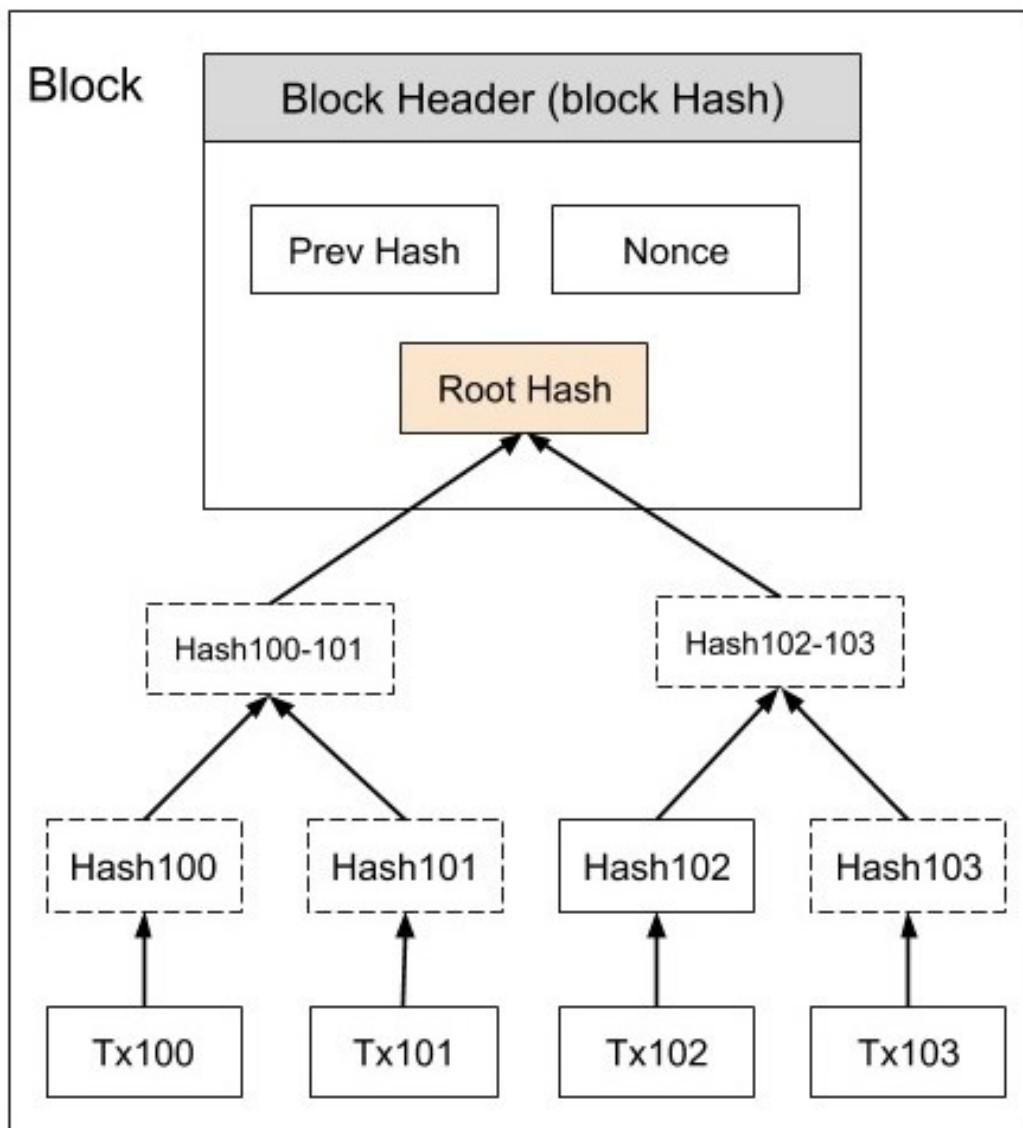 Block
Block Header (block Hash)
Prev Hash
Nonce
Root Hash
Hash100-101
Hash102-103
Hash100
Hash101
Hash102
Hash103
Tx100
Tx101
Tx102
Tx103